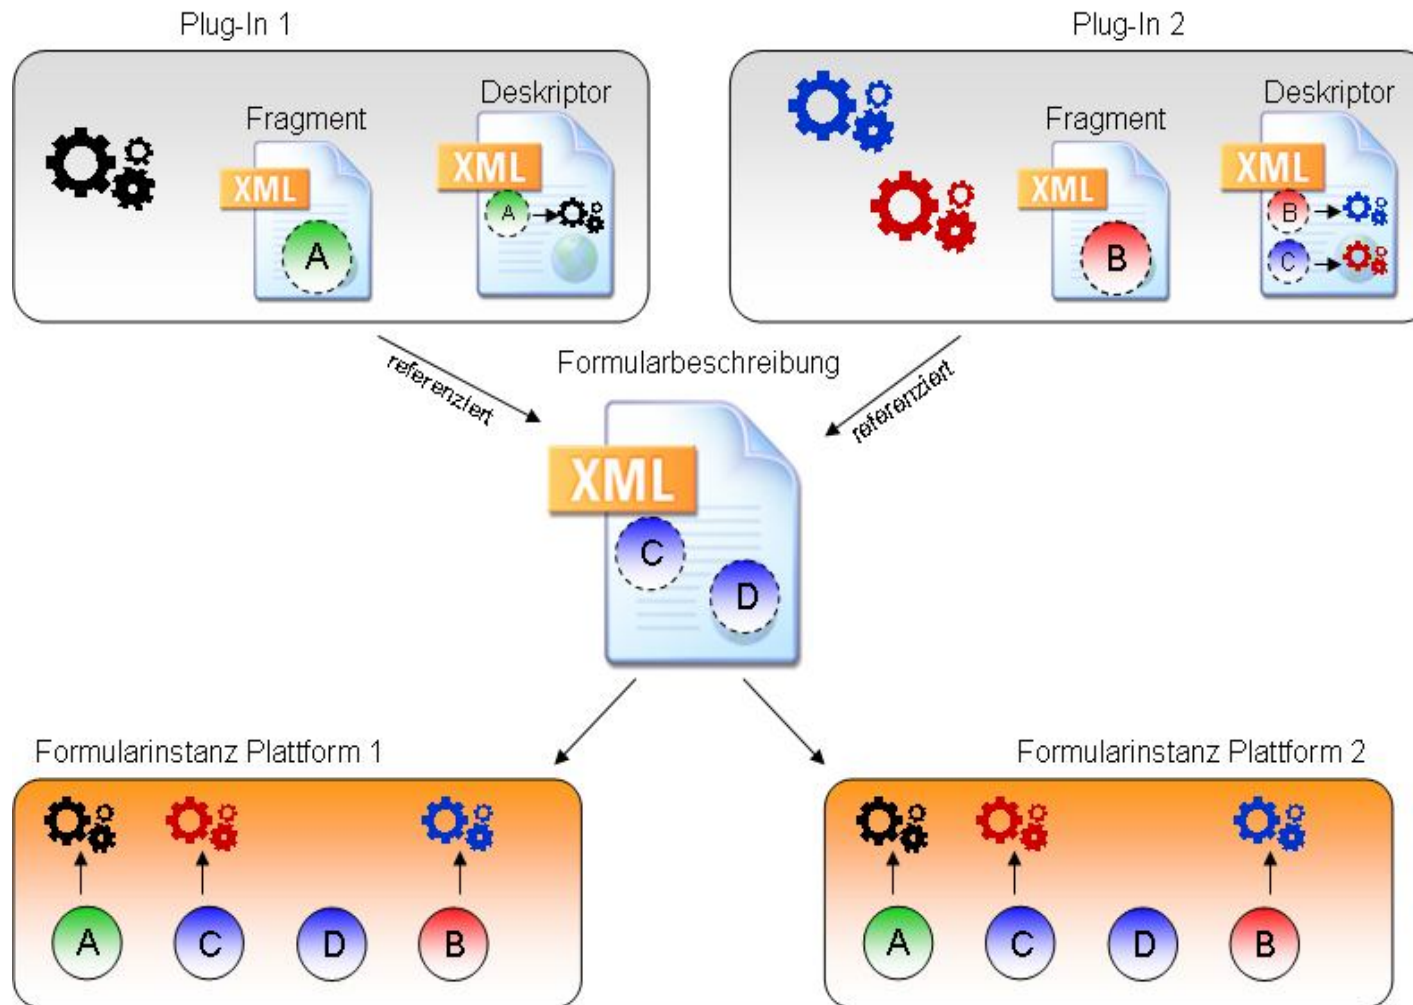 Plug-In 1
Plug-In 2
Fragment
Deskriptor
XML
XML
A
A
Fragment
Deskriptor
XML
XML
B
B
C
referenziert
Formularbeschreibung
referenziert
XML
C
D
Formularinstanz Plattform 1
Formularinstanz Plattform 2
A
C
D
B
A
C
D
B